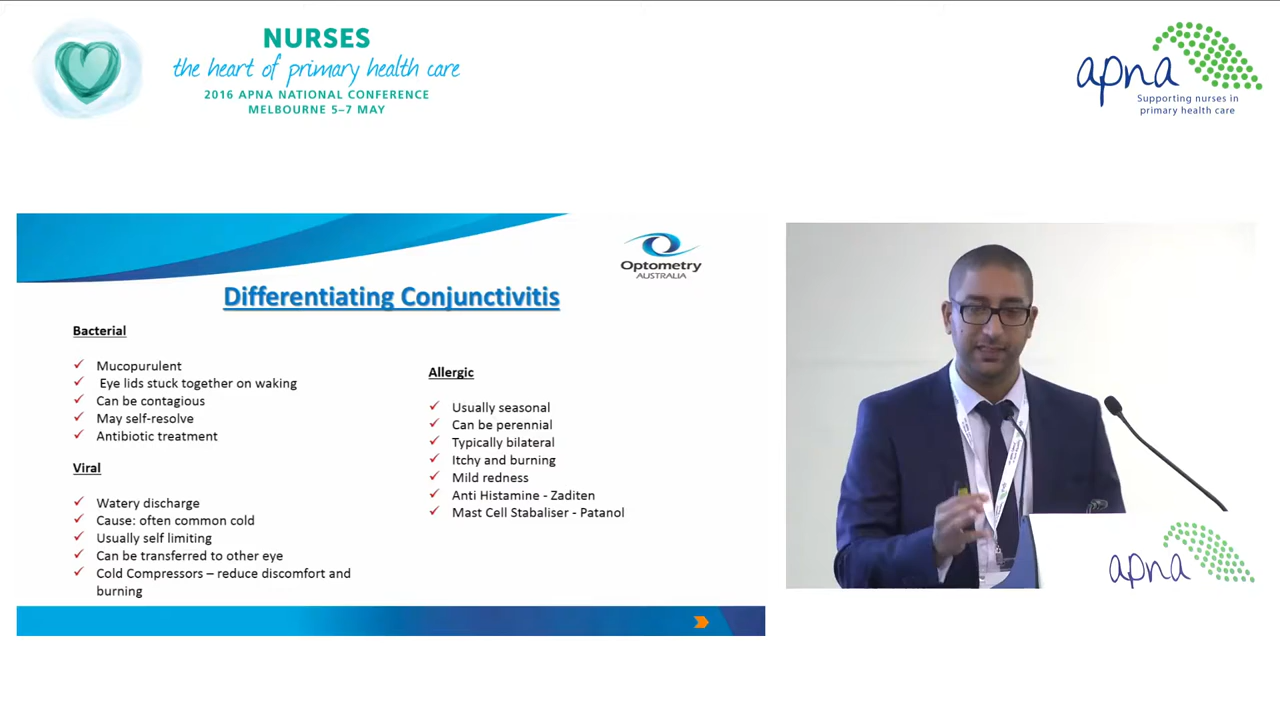 NURSES
the heart of primary health care
2016 APNA NATIONAL CONFERENCE
MELBOURNE 5–7 MAY
apna
Supporting nurses in
primary health care
Optometry
AUSTRALIA
Differentiating Conjunctivitis
Bacterial
Mucopurulent
Eye lids stuck together on waking
Can be contagious
May self-resolve
Antibiotic treatment
Viral
Watery discharge
Cause: often common cold
Usually self limiting
Can be transferred to other eye
Cold Compressors – reduce discomfort and
burning
Allergic
Usually seasonal
Can be perennial
Typically bilateral
Itchy and burning
Mild redness
Anti Histamine - Zaditen
Mast Cell Stabaliser - Patanol
apna